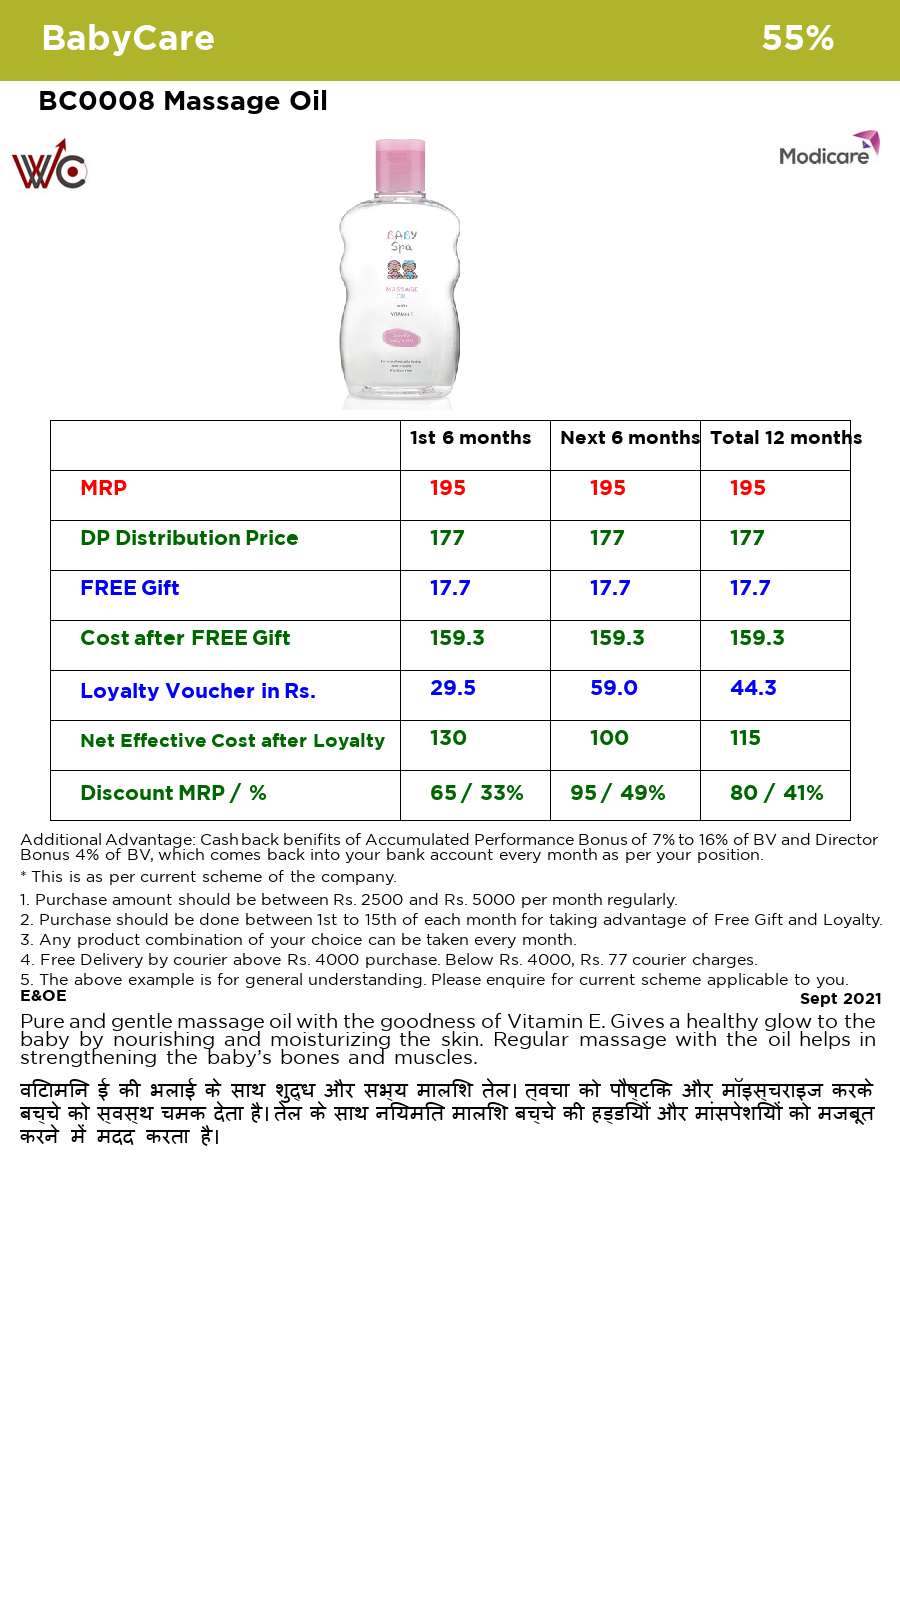 BabyCare 55%
BC0008 Massage Oil
WC
Modicare
BABY
Spa
MASSAGE
OIL
with
VITAMIN E
1st 6 months Next 6 months Total 12 months
MRP 195 195 195
DP Distribution Price 177 177 177
FREE Gift 17.7 17.7 17.7
Cost after FREE Gift 159.3 159.3 159.3
Loyalty Voucher in Rs. 29.5 59.0 44.3
Net Effective Cost after Loyalty 130 100 115
Discount MRP / % 65 / 33% 95 / 49% 80 / 41%
Additional Advantage: Cash back benifits of Accumulated Performance Bonus of 7% to 16% of BV and Director
Bonus 4% of BV, which comes back into your bank account every month as per your position.
* This is as per current scheme of the company.
1. Purchase amount should be between Rs. 2500 and Rs. 5000 per month regularly.
2. Purchase should be done between 1st to 15th of each month for taking advantage of Free Gift and Loyalty.
3. Any product combination of your choice can be taken every month.
4. Free Delivery by courier above Rs. 4000 purchase. Below Rs. 4000, Rs. 77 courier charges.
5. The above example is for general understanding. Please enquire for current scheme applicable to you.
E&OE Sept 2021
Pure and gentle massage oil with the goodness of Vitamin E. Gives a healthy glow to the
baby by nourishing and moisturizing the skin. Regular massage with the oil helps in
strengthening the baby's bones and muscles.
विटामिन ई की भलाई के साथ शुद्ध और सभ्य मालिश तेल। त्वचा को पौष्टिक और मॉइस्चराइज करके
बच्चे को स्वस्थ चमक देता है। तेल के साथ नियमित मालिश बच्चे की हड्डियों और मांसपेशियों को मजबूत
करने में मदद करता है।